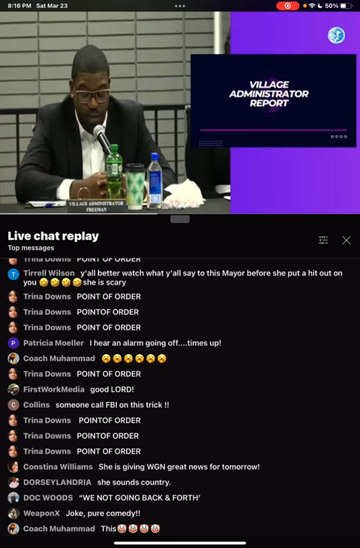 8:16 PM Sat Mar 23
50%
VILLAGE
ADMINISTRATOR
REPORT
VILLAGE ADMINISTRATOR
FREEMAN
Live chat replay
Top messages
Trina Downs POINT OF ORDER
T Tirrell Wilson y'all better watch what y'all say to this Mayor before she put a hit out on
you 🤣🤣🤣🤣she is scary
Trina Downs POINT OF ORDER
Trina Downs POINTOF ORDER
Trina Downs POINT OF ORDER
P Patricia Moeller I hear an alarm going off....times up!
Coach Muhammad 😮😮😮😮😮😮
Trina Downs POINT OF ORDER
FirstWorkMedia good LORD!
C Collins someone call FBI on this trick !!
Trina Downs POINTOF ORDER
Trina Downs POINTOF ORDER
Trina Downs POINT OF ORDER
Constina Williams She is giving WGN great news for tomorrow!
DORSEYLANDRIA she sounds country.
DOC WOODS “WE NOT GOING BACK & FORTH’
WeaponX Joke, pure comedy!!
Coach Muhammad This🤡🤡🤡🤡